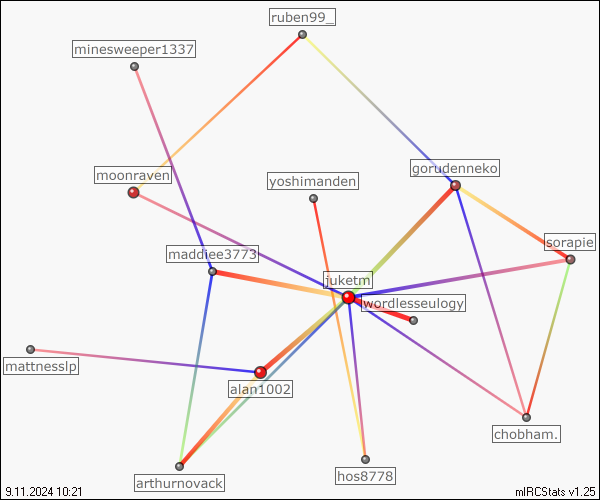 ruben99_
minesweeper1337
moonraven
yoshimanden
gorudenneko
sorapie
maddiee3773
juketm
wordlesseulogy
mattnesslp
alan1002
chobham.
arthurnovack
hos8778
9.11.2024 10:21
mIRCStats v1.25